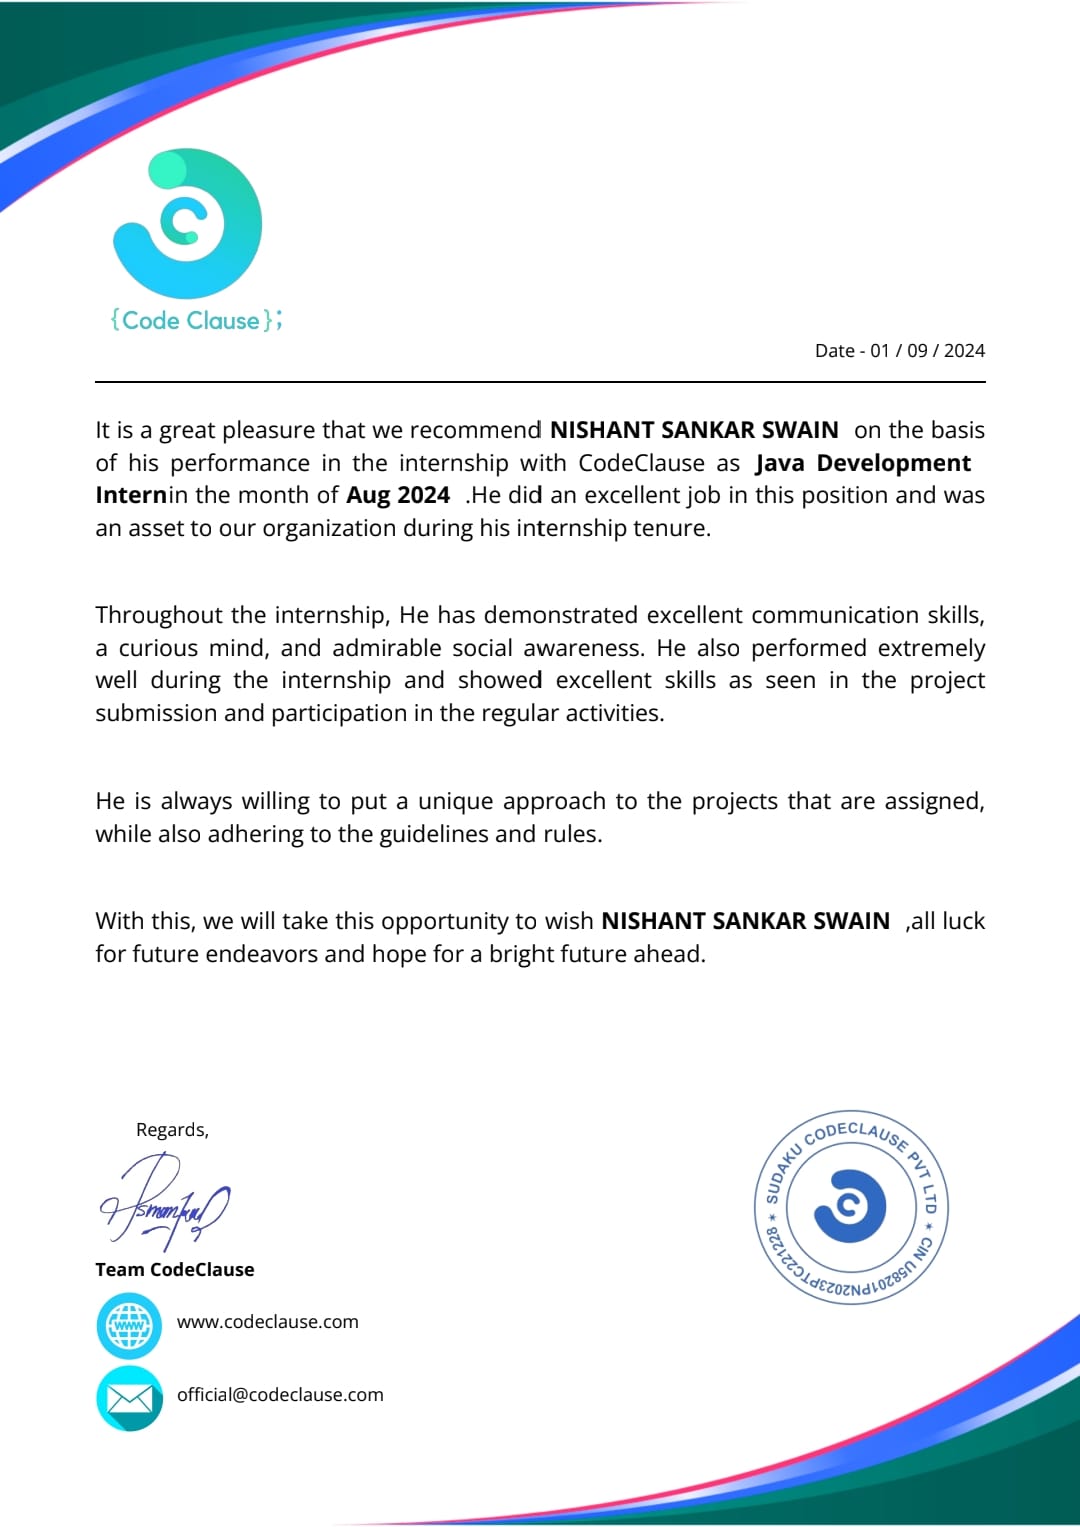 {Code Clause};
Date - 01 / 09 / 2024
It is a great pleasure that we recommend NISHANT SANKAR SWAIN on the basis
of his performance in the internship with CodeClause as Java Development
Internin the month of Aug 2024 .He did an excellent job in this position and was
an asset to our organization during his internship tenure.
Throughout the internship, He has demonstrated excellent communication skills,
a curious mind, and admirable social awareness. He also performed extremely
well during the internship and showed excellent skills as seen in the project
submission and participation in the regular activities.
He is always willing to put a unique approach to the projects that are assigned,
while also adhering to the guidelines and rules.
With this, we will take this opportunity to wish NISHANT SANKAR SWAIN ,all luck
for future endeavors and hope for a bright future ahead.
Regards,
Team CodeClause
www
www.codeclause.com
official@codeclause.com
SUDAKU CODECLAUSE PVT LTD * CIN U58201PN2023PTC221228 *